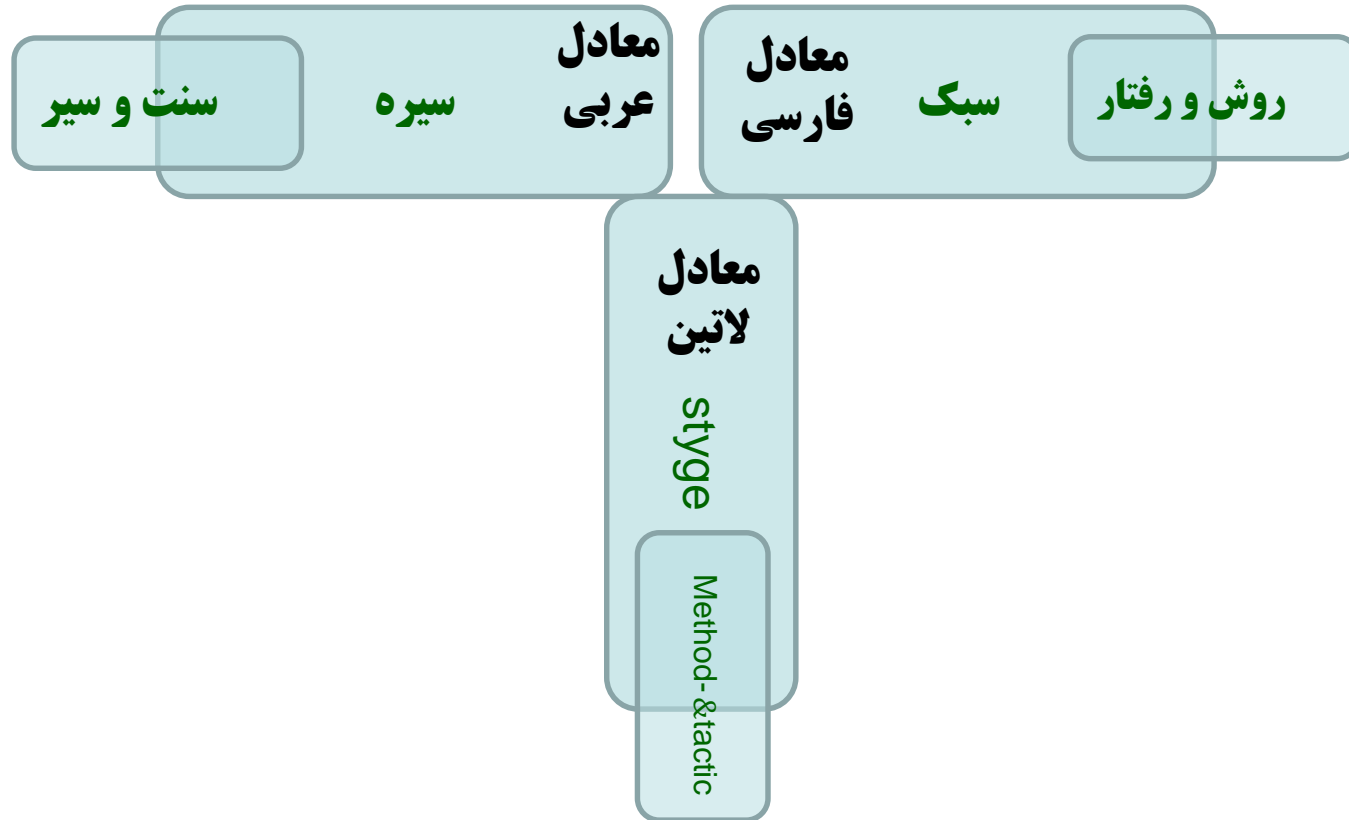 روش و رفتار
سبک
معادل
فارسی
معادل
عربی
سیره
سنت و سیر
معادل
لاتین
styge
Method-&tactic